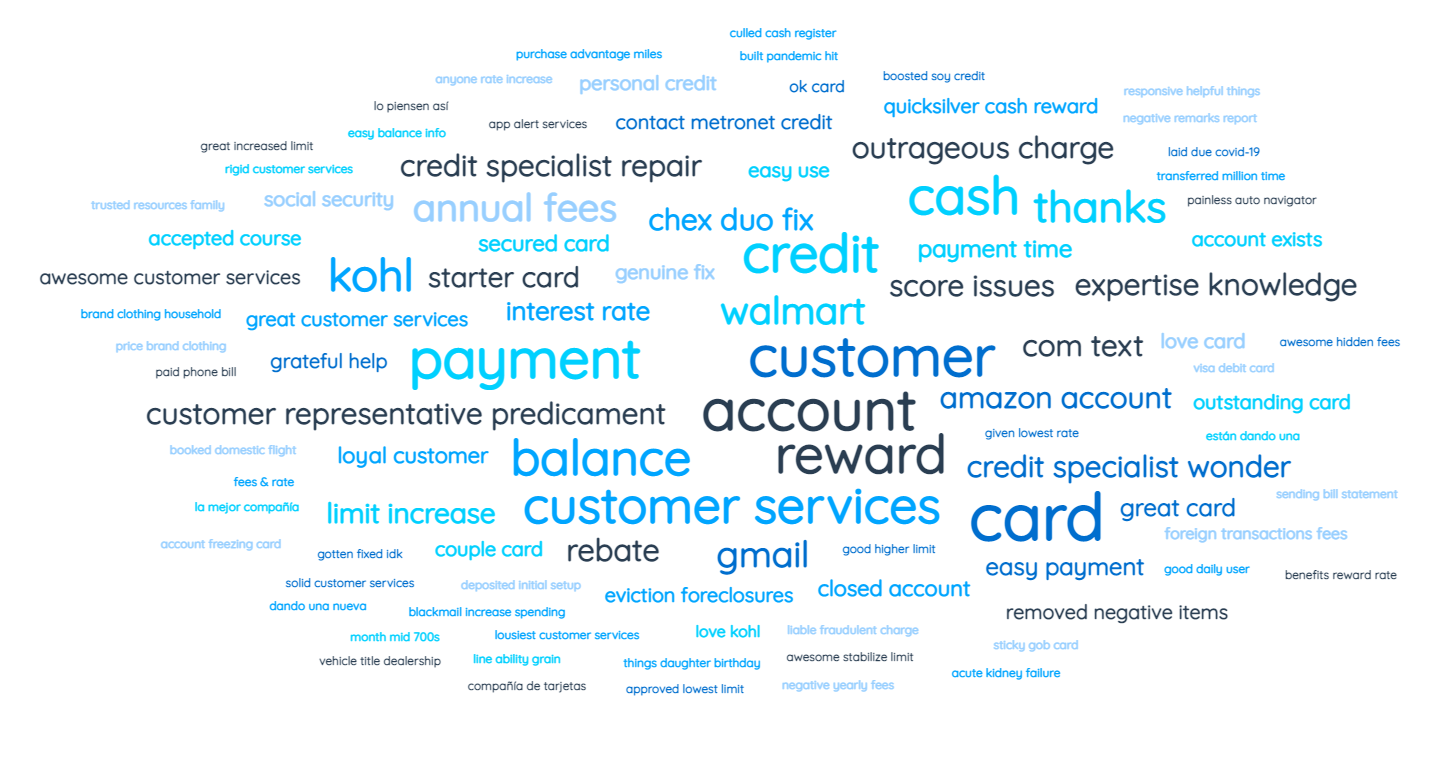 culled cash register
purchase advantage miles
built pandemic hit
anyone rate increase
personal credit
ok card
boosted soy credit
responsive helpful things
lo piensen así
quicksilver cash reward
app alert services
contact metronet credit
negative remarks report
easy balance info
great increased limit
outrageous charge
laid due covid-19
rigid customer services
credit specialist repair
easy use
transferred million time
trusted resources family
social security
annual fees
chex duo fix
cash
thanks
painless auto navigator
accepted course
secured card
credit
payment time
account exists
awesome customer services
kohl
starter card
genuine fix
score issues
expertise knowledge
brand clothing household
great customer services
interest rate
walmart
price brand clothing
grateful help
payment
customer
com text
love card
awesome hidden fees
paid phone bill
visa debit card
customer representative predicament
account
amazon account
outstanding card
given lowest rate
están dando una
booked domestic flight
loyal customer
balance
reward
credit specialist wonder
fees & rate
sending bill statement
la mejor compañía
limit increase
customer services
card
great card
foreign transactions fees
account freezing card
gotten fixed idk
couple card
rebate
gmail
good higher limit
easy payment
good daily user
benefits reward rate
solid customer services
deposited initial setup
eviction foreclosures
closed account
dando una nueva
blackmail increase spending
removed negative items
month mid 700s
lousiest customer services
love kohl
liable fraudulent charge
sticky gob card
vehicle title dealership
line ability grain
things daughter birthday
awesome stabilize limit
acute kidney failure
compañía de tarjetas
approved lowest limit
negative yearly fees